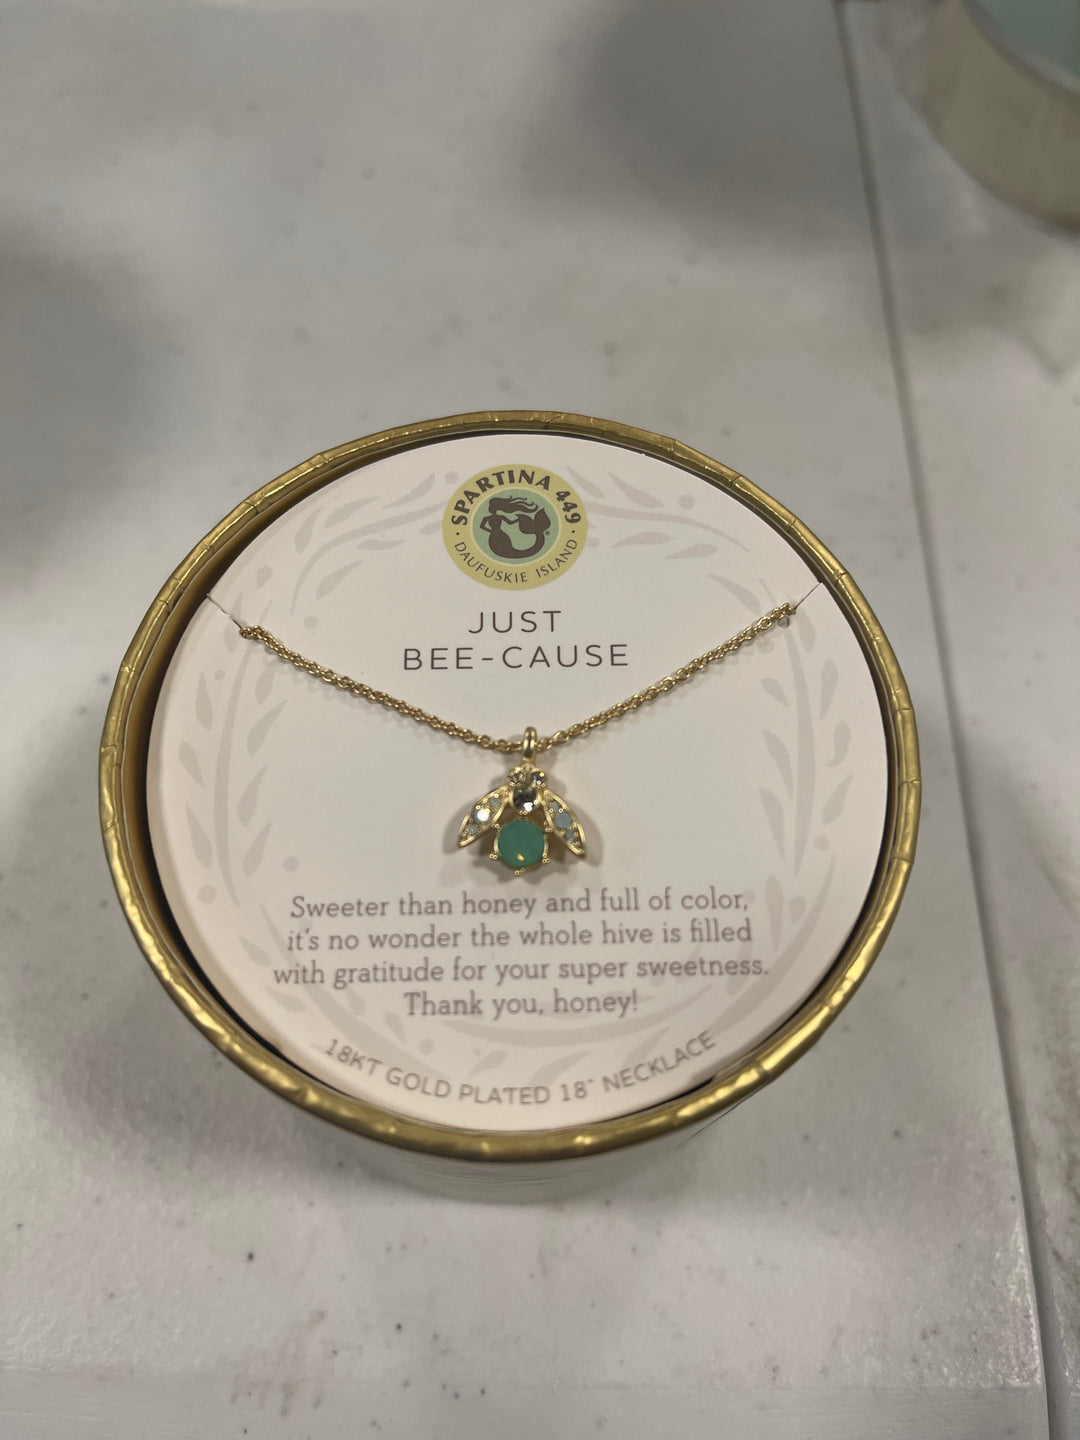 SPARTINA 449
· DAUFUSKIE ISLAND ·
JUST
BEE-CAUSE
Sweeter than honey and full of color,
it's no wonder the whole hive is filled
with gratitude for your super sweetness.
Thank you, honey!
18KT GOLD PLATED 18″ NECKLACE